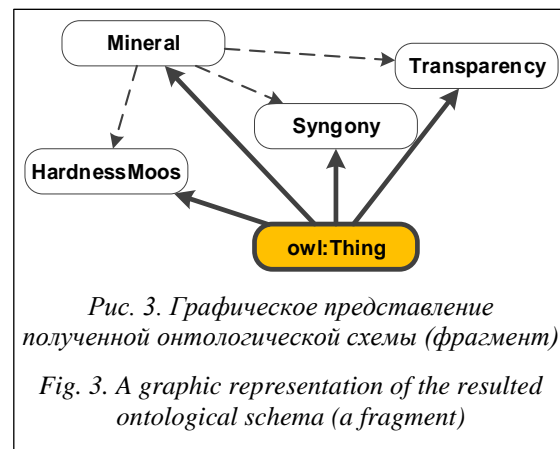 Mineral
Transparency
Syngony
HardnessMoos
owl:Thing
Рис. 3. Графическое представление
полученной онтологической схемы (фрагмент)
Fig. 3. A graphic representation of the resulted
ontological schema (a fragment)